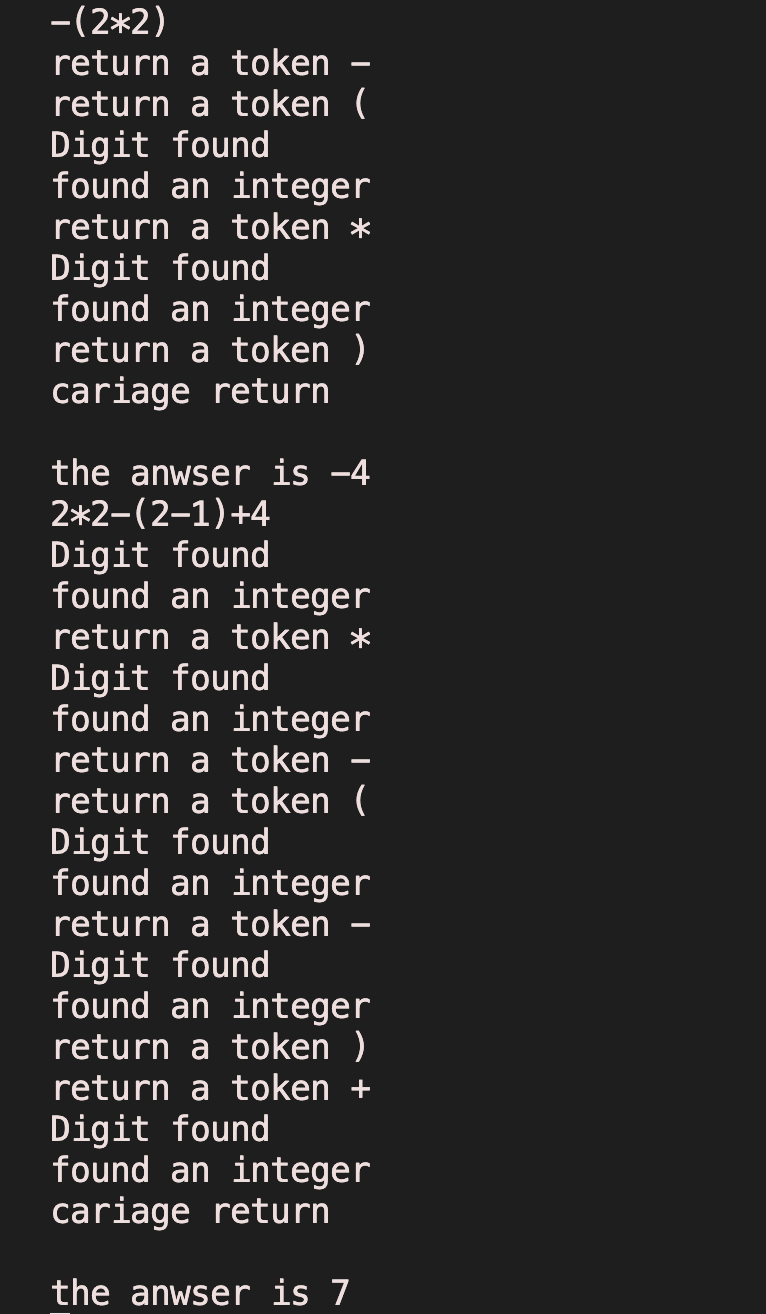 -(2*2)
return a token -
return a token (
Digit found
found an integer
return a token *
Digit found
found an integer
return a token )
cariage return
the anwser is -4
2*2-(2-1)+4
Digit found
found an integer
return a token *
Digit found
found an integer
return a token -
return a token (
Digit found
found an integer
return a token -
Digit found
found an integer
return a token )
return a token +
Digit found
found an integer
cariage return
the anwser is 7